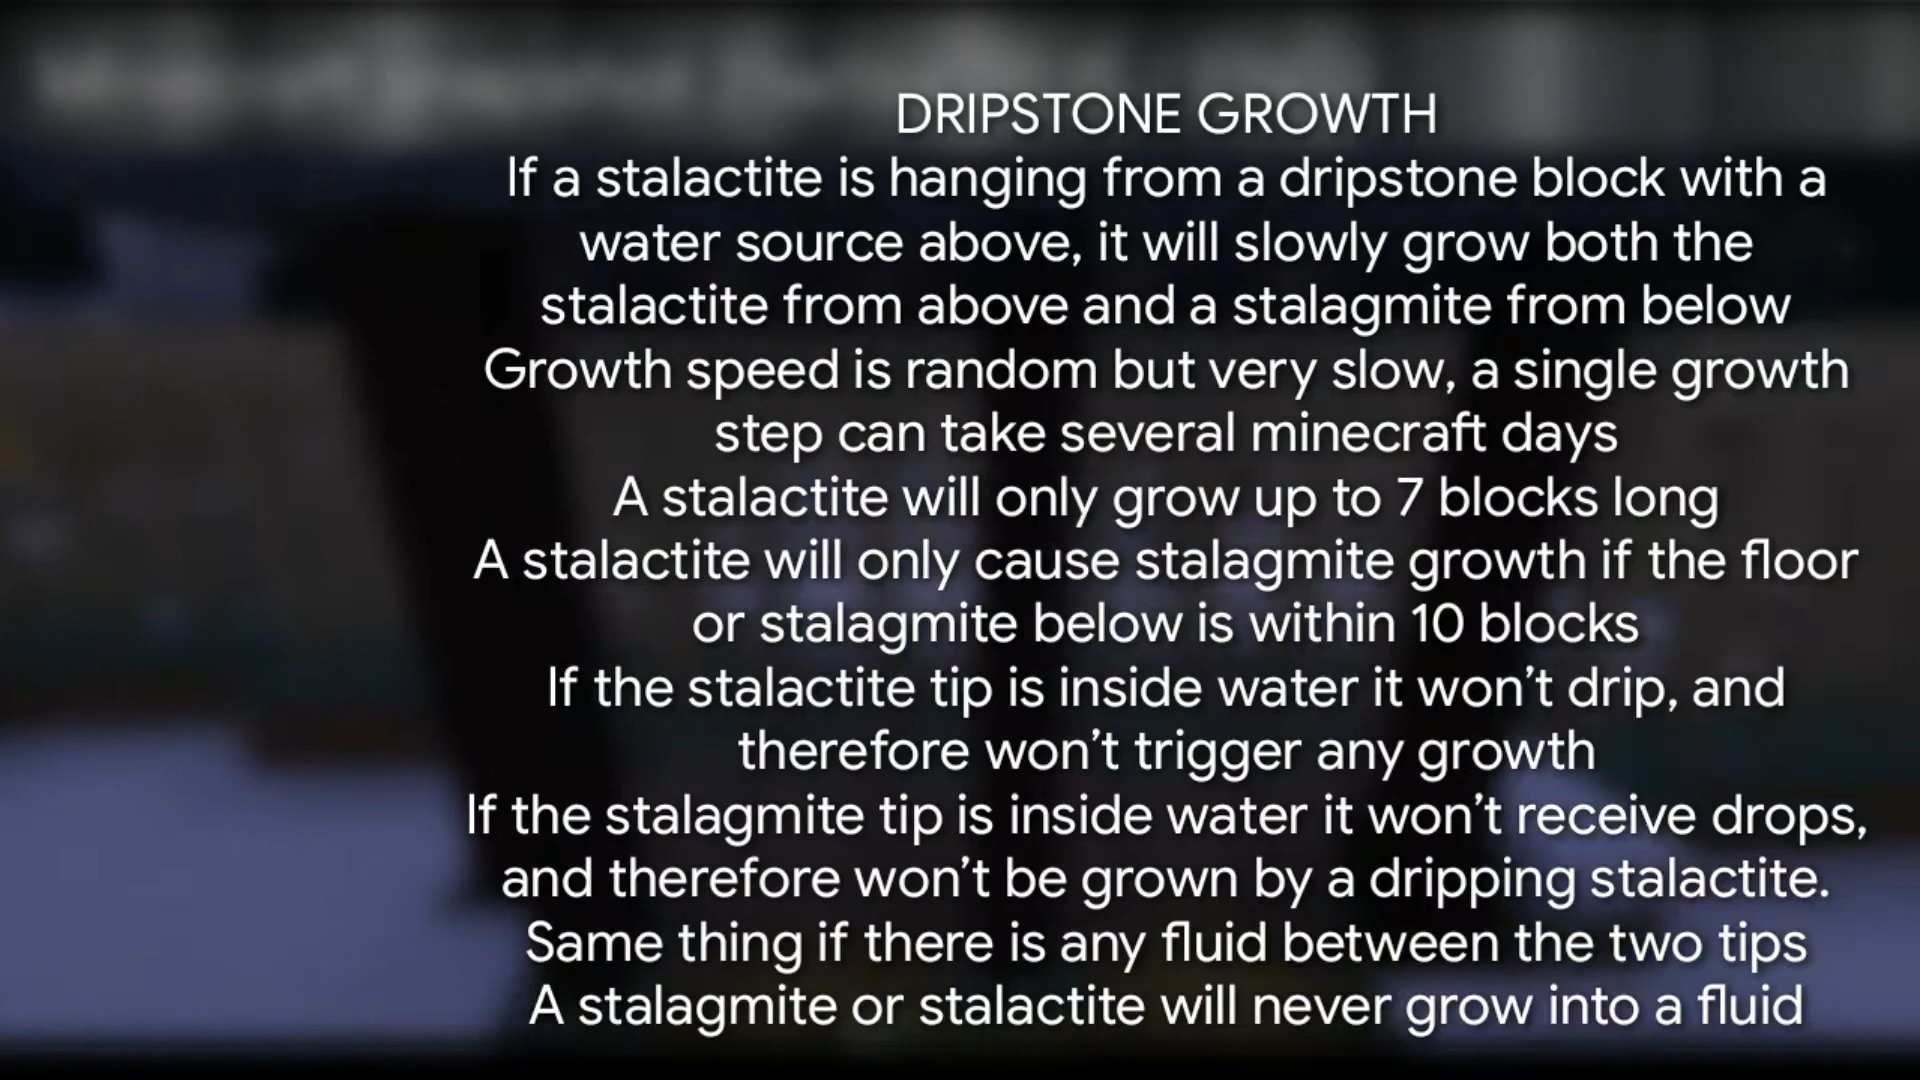 DRIPSTONE GROWTH
If a stalactite is hanging from a dripstone block with a
water source above, it will slowly grow both the
stalactite from above and a stalagmite from below
Growth speed is random but very slow, a single growth
step can take several minecraft days
A stalactite will only grow up to 7 blocks long
A stalactite will only cause stalagmite growth if the floor
or stalagmite below is within 10 blocks
If the stalactite tip is inside water it won’t drip, and
therefore won’t trigger any growth
If the stalagmite tip is inside water it won’t receive drops,
and therefore won’t be grown by a dripping stalactite.
Same thing if there is any fluid between the two tips
A stalagmite or stalactite will never grow into a fluid